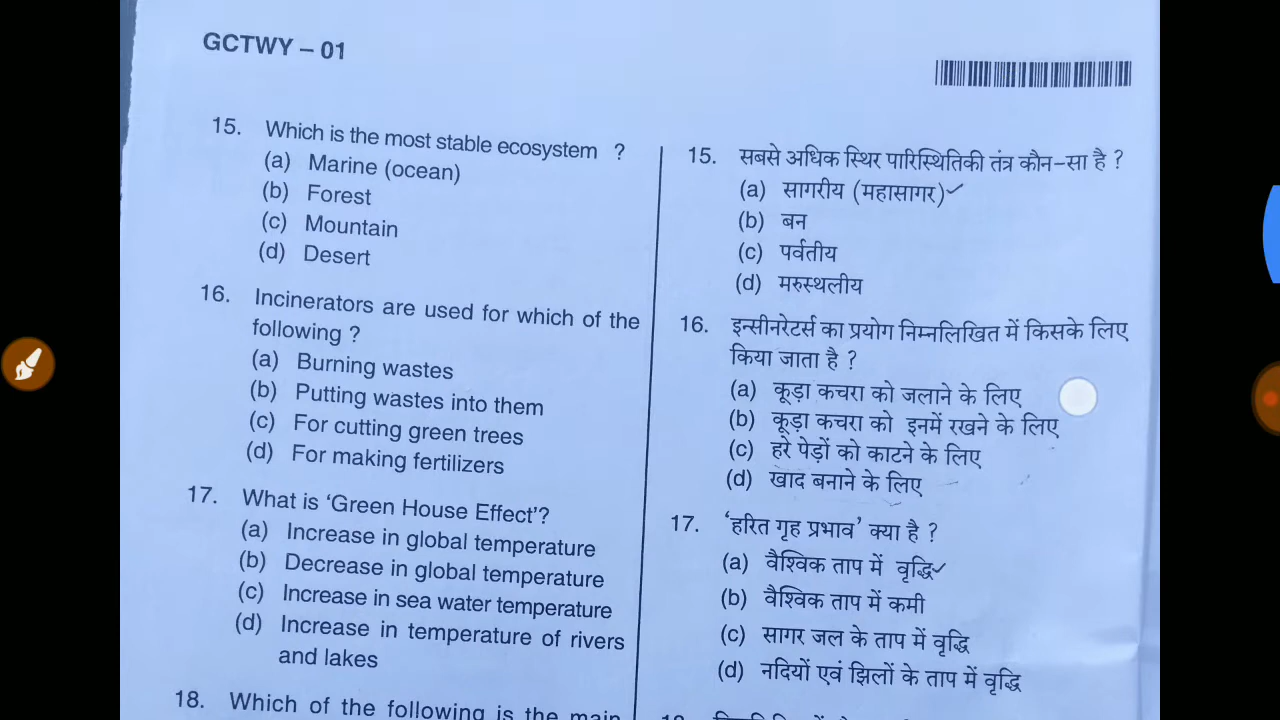 GCTWY – 01
15. Which is the most stable ecosystem ?
(a) Marine (ocean)
(b) Forest
(c) Mountain
(d) Desert
16. Incinerators are used for which of the
following ?
(a) Burning wastes
(b) Putting wastes into them
(c) For cutting green trees
(d) For making fertilizers
17. What is ‘Green House Effect’?
(a) Increase in global temperature
(b) Decrease in global temperature
(c) Increase in sea water temperature
(d) Increase in temperature of rivers
and lakes
18. Which of the following is the main
15. सबसे अधिक स्थिर पारिस्थितिकी तंत्र कौन-सा है ?
(a) सागरीय (महासागर)
(b) बन
(c) पर्वतीय
(d) मरुस्थलीय
16. इन्सीनरेटर्स का प्रयोग निम्नलिखित में किसके लिए
किया जाता है ?
(a) कूड़ा कचरा को जलाने के लिए
(b) कूड़ा कचरा को इनमें रखने के लिए
(c) हरे पेड़ों को काटने के लिए
(d) खाद बनाने के लिए
17. ‘हरित गृह प्रभाव’ क्या है ?
(a) वैश्विक ताप में वृद्धि
(b) वैश्विक ताप में कमी
(c) सागर जल के ताप में वृद्धि
(d) नदियों एवं झिलों के ताप में वृद्धि